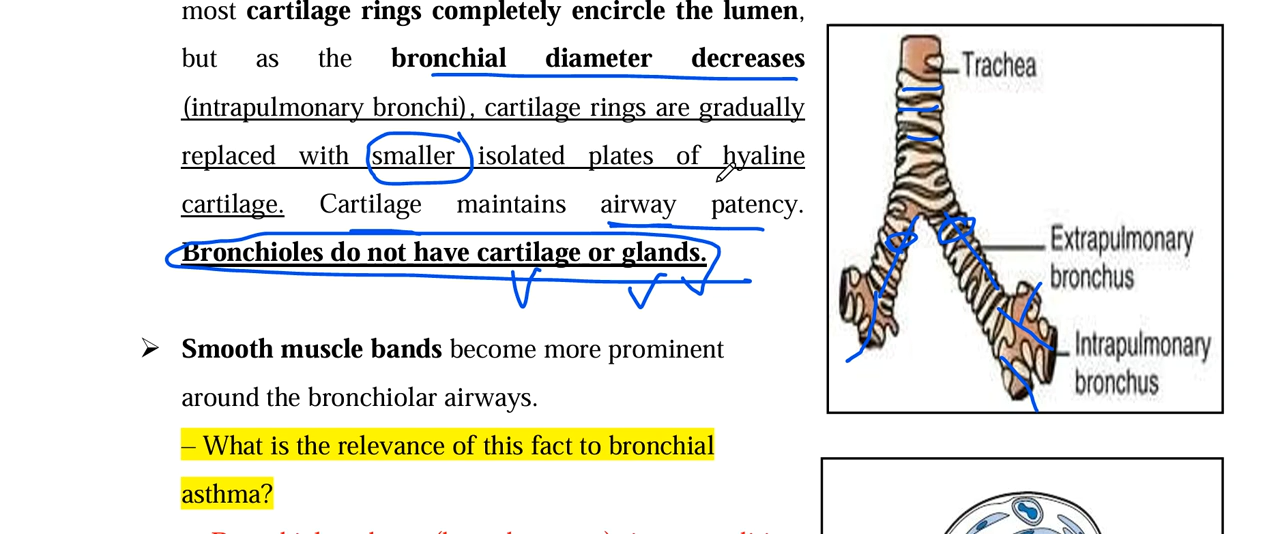 most cartilage rings completely encircle the lumen,
but as the bronchial diameter decreases
(intrapulmonary bronchi), cartilage rings are gradually
replaced with smaller isolated plates of hyaline
cartilage. Cartilage maintains airway patency.
Bronchioles do not have cartilage or glands.
➢ Smooth muscle bands become more prominent
around the bronchiolar airways.
– What is the relevance of this fact to bronchial
asthma?
Trachea
Extrapulmonary
bronchus
Intrapulmonary
bronchus